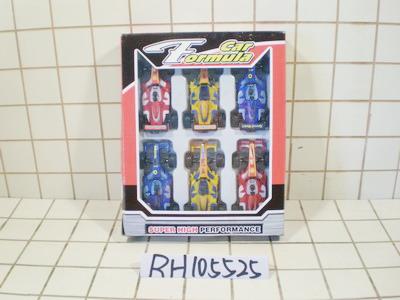 Car
Formula
SUPER HIGH PERFORMANCE
RH105525